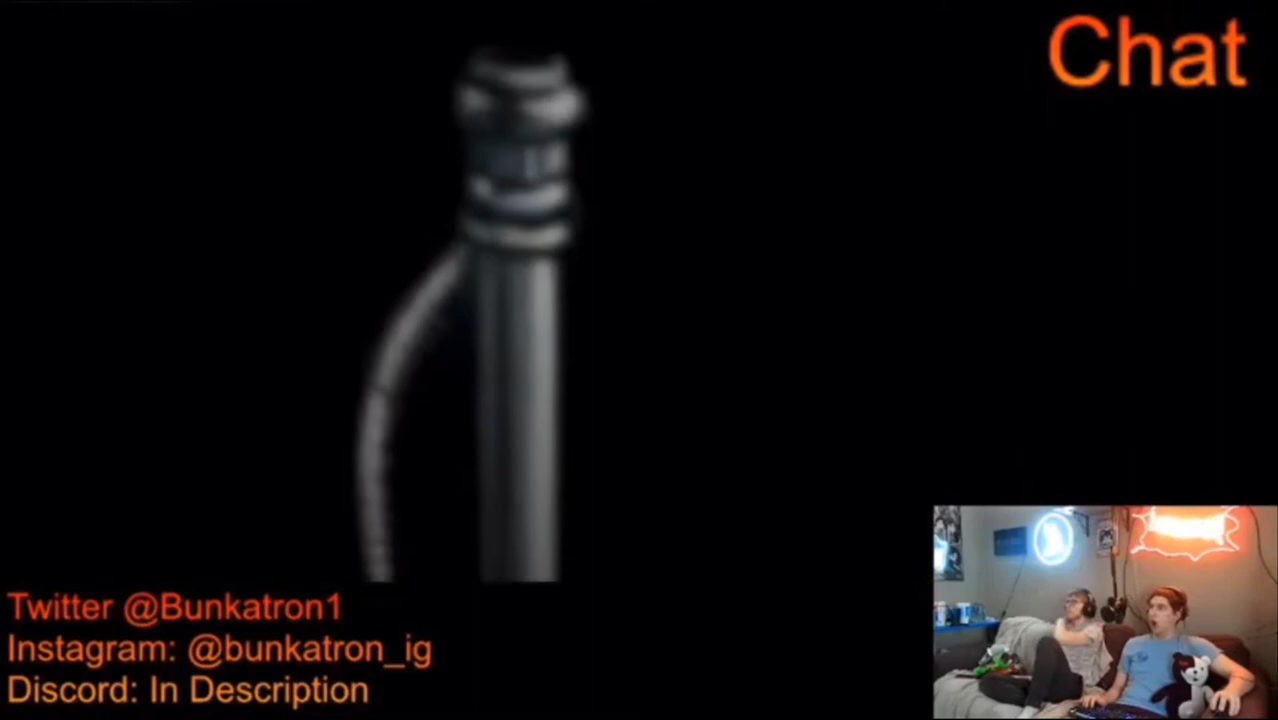 Chat
Twitter @Bunkatron1
Instagram: @bunkatron_ig
Discord: In Description